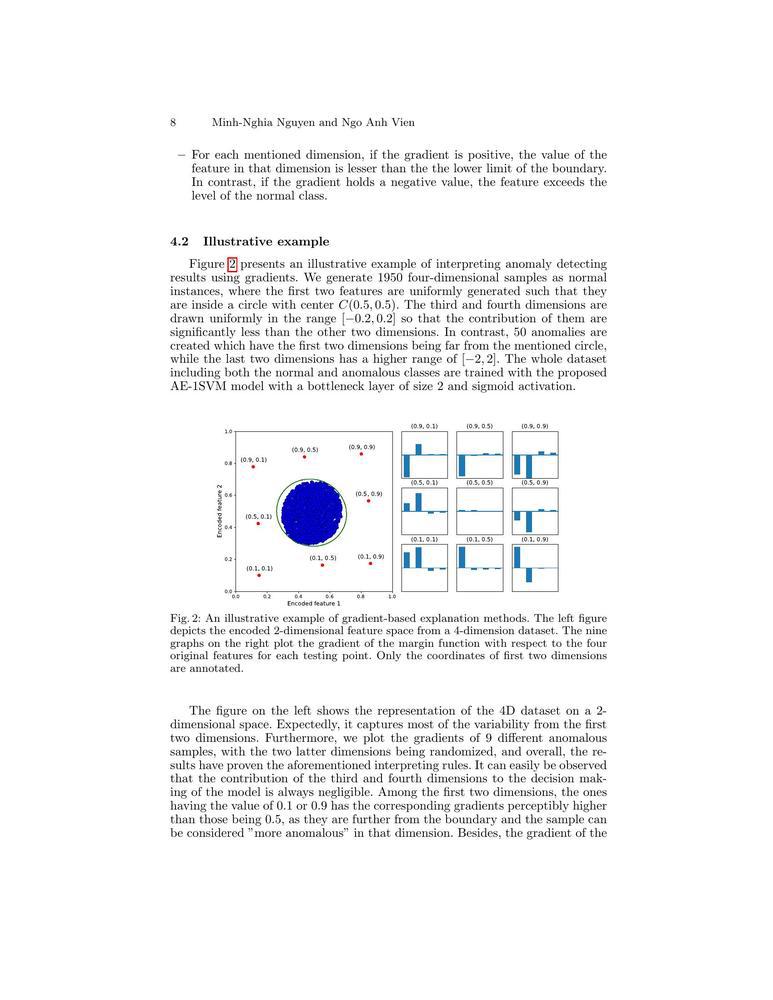 8 Minh-Nghia Nguyen and Ngo Anh Vien
– For each mentioned dimension, if the gradient is positive, the value of the
feature in that dimension is lesser than the the lower limit of the boundary.
In contrast, if the gradient holds a negative value, the feature exceeds the
level of the normal class.
4.2 Illustrative example
Figure 2 presents an illustrative example of interpreting anomaly detecting
results using gradients. We generate 1950 four-dimensional samples as normal
instances, where the first two features are uniformly generated such that they
are inside a circle with center C(0.5, 0.5). The third and fourth dimensions are
drawn uniformly in the range [−0.2, 0.2] so that the contribution of them are
significantly less than the other two dimensions. In contrast, 50 anomalies are
created which have the first two dimensions being far from the mentioned circle,
while the last two dimensions has a higher range of [−2, 2]. The whole dataset
including both the normal and anomalous classes are trained with the proposed
AE-1SVM model with a bottleneck layer of size 2 and sigmoid activation.
1.0
0.8
0.6
0.4
0.2
0.0
Encoded feature 2
(0.9, 0.1)
(0.9, 0.5)
(0.9, 0.9)
(0.5, 0.1)
(0.5, 0.9)
(0.1, 0.1)
(0.1, 0.5)
(0.1, 0.9)
0.0 0.2 0.4 0.6 0.8 1.0
Encoded feature 1
(0.9, 0.1) (0.9, 0.5) (0.9, 0.9)
(0.5, 0.1) (0.5, 0.5) (0.5, 0.9)
(0.1, 0.1) (0.1, 0.5) (0.1, 0.9)
Fig. 2: An illustrative example of gradient-based explanation methods. The left figure
depicts the encoded 2-dimensional feature space from a 4-dimension dataset. The nine
graphs on the right plot the gradient of the margin function with respect to the four
original features for each testing point. Only the coordinates of first two dimensions
are annotated.
The figure on the left shows the representation of the 4D dataset on a 2-
dimensional space. Expectedly, it captures most of the variability from the first
two dimensions. Furthermore, we plot the gradients of 9 different anomalous
samples, with the two latter dimensions being randomized, and overall, the re-
sults have proven the aforementioned interpreting rules. It can easily be observed
that the contribution of the third and fourth dimensions to the decision mak-
ing of the model is always negligible. Among the first two dimensions, the ones
having the value of 0.1 or 0.9 has the corresponding gradients perceptibly higher
than those being 0.5, as they are further from the boundary and the sample can
be considered ”more anomalous” in that dimension. Besides, the gradient of the